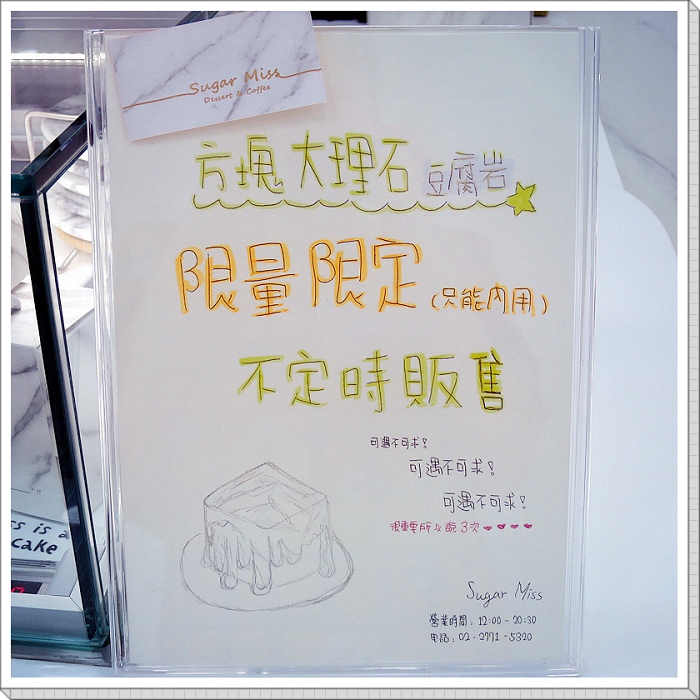 Sugar Miss
Dessert & Coffee
方塊大理石 豆腐岩
限量限定 (只能內用)
不定時販售
可遇不可求!
可遇不可求!
可遇不可求!
很重要所以說3次
Sugar Miss
營業時間:12:00-20:30
電話:02-2771-5320
is a
cake